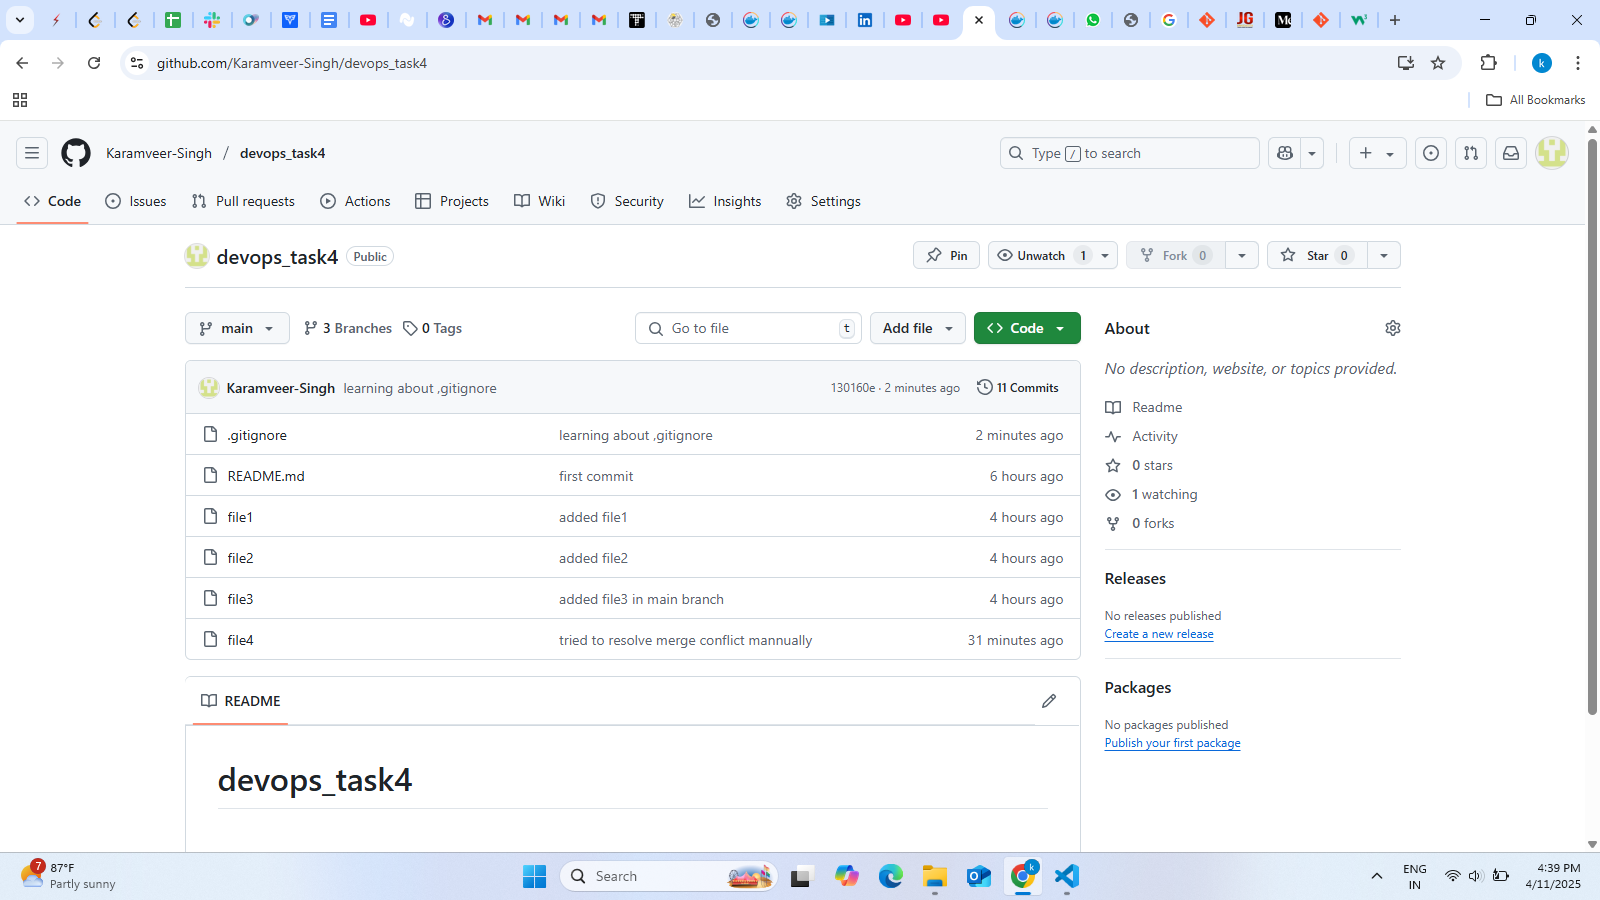 github.com/Karamveer-Singh/devops_task4
k
All Bookmarks
Karamveer-Singh / devops_task4
Type / to search
Code
Issues
Pull requests
Actions
Projects
Wiki
Security
Insights
Settings
devops_task4 Public
Pin
Unwatch 1
Fork 0
Star 0
main
3 Branches
0 Tags
Go to file t
Add file
Code
Karamveer-Singh learning about ,gitignore 130160e · 2 minutes ago 11 Commits
.gitignore learning about ,gitignore 2 minutes ago
README.md first commit 6 hours ago
file1 added file1 4 hours ago
file2 added file2 4 hours ago
file3 added file3 in main branch 4 hours ago
file4 tried to resolve merge conflict mannually 31 minutes ago
README
devops_task4
About
No description, website, or topics provided.
Readme
Activity
0 stars
1 watching
0 forks
Releases
No releases published
Create a new release
Packages
No packages published
Publish your first package
7
87°F
Partly sunny
Search
k
ENG
IN
4:39 PM
4/11/2025